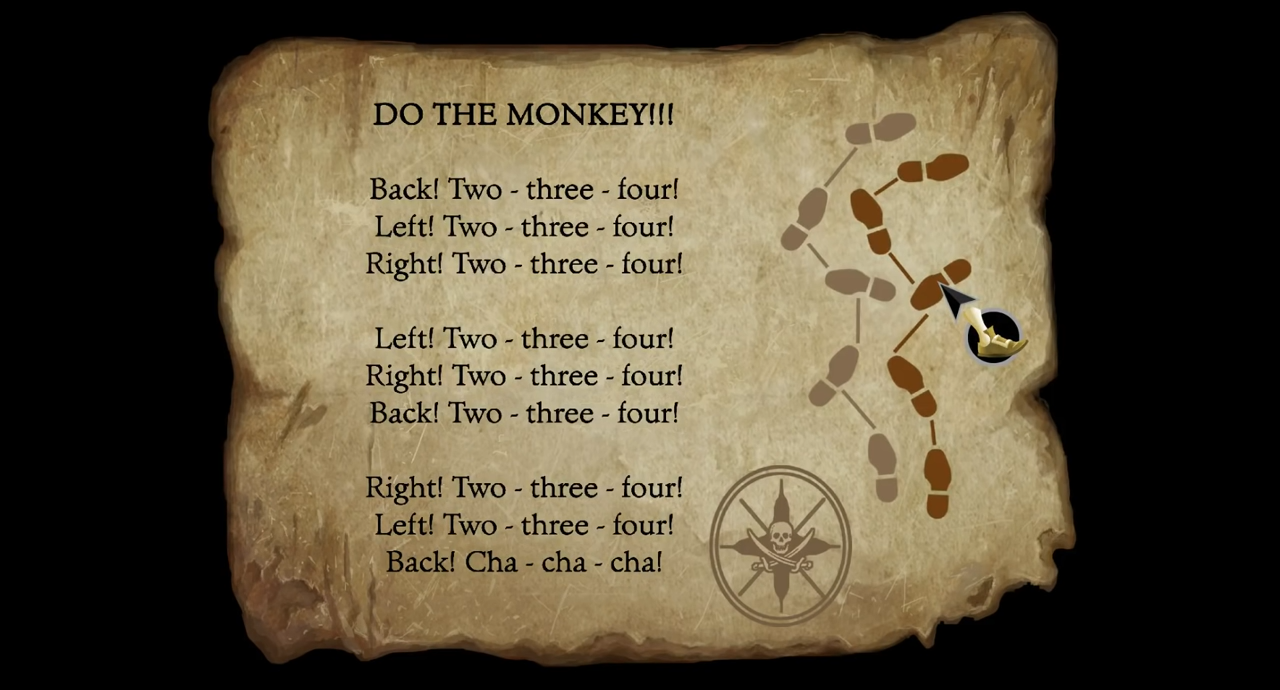 DO THE MONKEY!!!
Back! Two - three - four!
Left! Two - three - four!
Right! Two - three - four!
Left! Two - three - four!
Right! Two - three - four!
Back! Two - three - four!
Right! Two - three - four!
Left! Two - three - four!
Back! Cha - cha - cha!